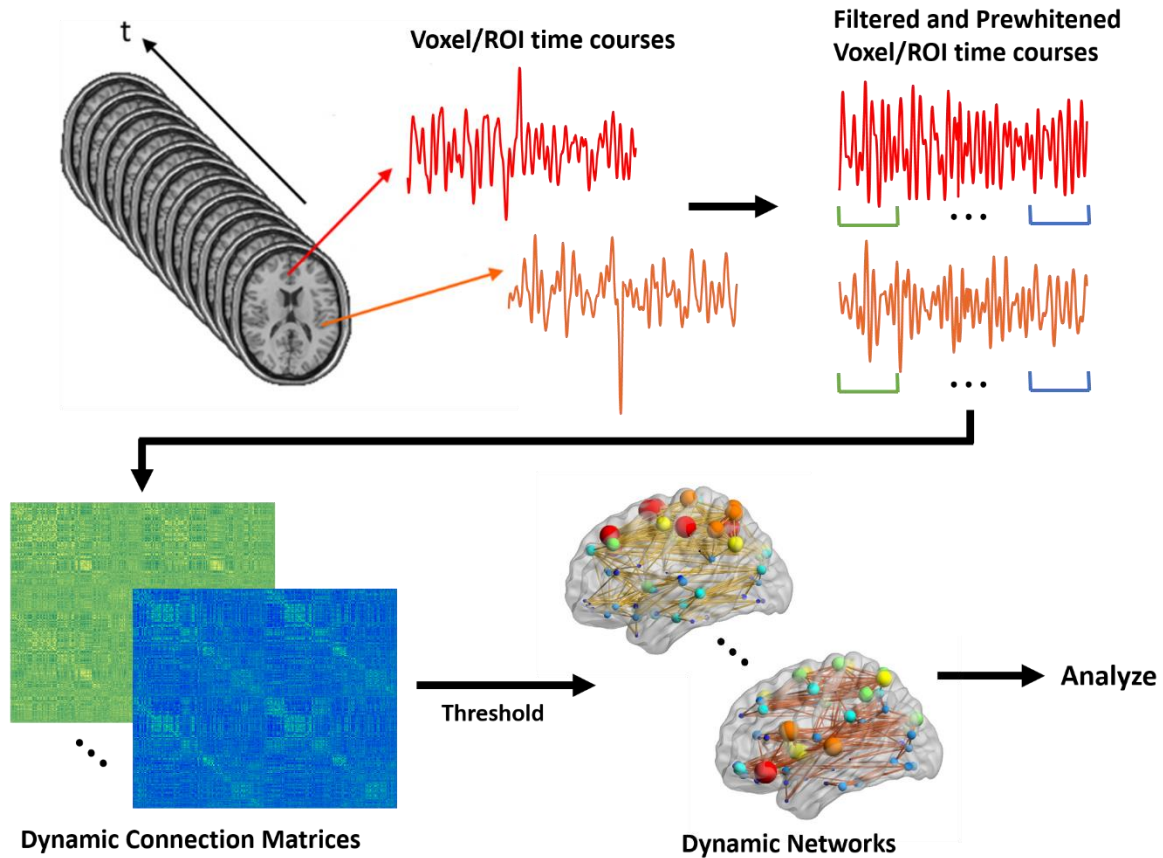 t
Voxel/ROI time courses
Filtered and Prewhitened
Voxel/ROI time courses
• • •
• • •
Threshold
Analyze
Dynamic Connection Matrices
Dynamic Networks